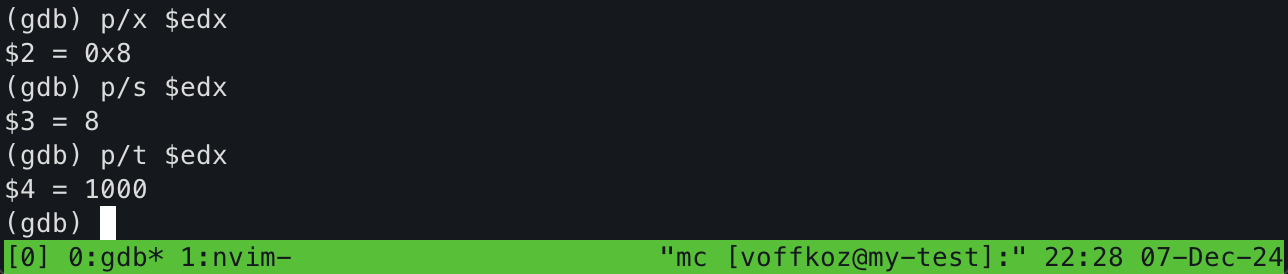 (gdb) p/x $edx
$2 = 0x8
(gdb) p/s $edx
$3 = 8
(gdb) p/t $edx
$4 = 1000
(gdb)
[0] 0:gdb* 1:nvim- "mc [voffkoz@my-test]:" 22:28 07-Dec-24